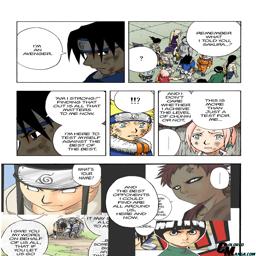 I'M
AN
AVENGER.
REMEMBER
WHAT
I TOLD YOU,
SAKURA...?
?
"AM I STRONG?"
FINDING THAT
OUT IS ALL THAT
MATTERS
TO ME NOW.
I'M HERE TO TEST
MYSELF AGAINST
THE BEST OF
THE BEST.
!!?
AND I
DON'T
CARE
WHETHER I
ACHIEVE THE
LEVEL OF CHUNIN
OR NOT.
THIS IS
MORE THAN
JUST A
TEST FOR
ME...
WHAT'S
YOUR
NAME?
AND
THE BEST
OPPONENTS
I COULD
FIND ARE
ALL AROUND
US,
HERE AND
NOW.
I GIVE YOU
MY WORD
ON BEHALF
OF US ALL,
THAT IF
YOU LET
US GO